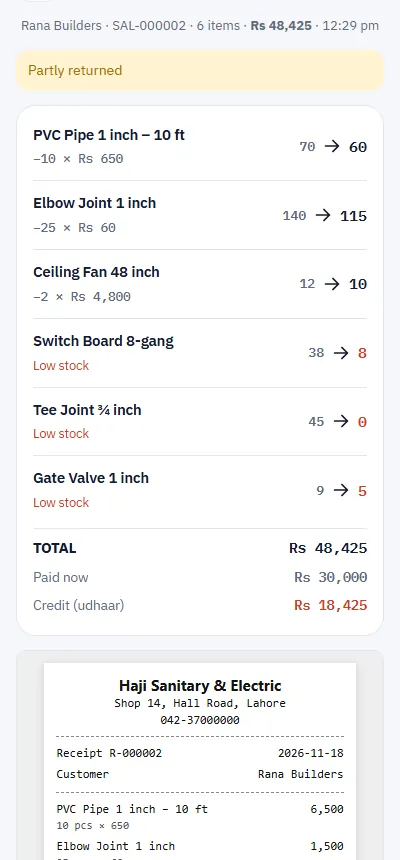 Rana Builders · SAL-000002 · 6 items · Rs 48,425 · 12:29 pm
Partly returned
PVC Pipe 1 inch – 10 ft
70 → 60
−10 × Rs 650
Elbow Joint 1 inch
140 → 115
−25 × Rs 60
Ceiling Fan 48 inch
12 → 10
−2 × Rs 4,800
Switch Board 8-gang
38 → 8
Low stock
Tee Joint ¾ inch
45 → 0
Low stock
Gate Valve 1 inch
9 → 5
Low stock
TOTAL Rs 48,425
Paid now Rs 30,000
Credit (udhaar) Rs 18,425
Haji Sanitary & Electric
Shop 14, Hall Road, Lahore
042-37000000
Receipt R-000002 2026-11-18
Customer Rana Builders
PVC Pipe 1 inch – 10 ft 6,500
10 pcs × 650
Elbow Joint 1 inch 1,500